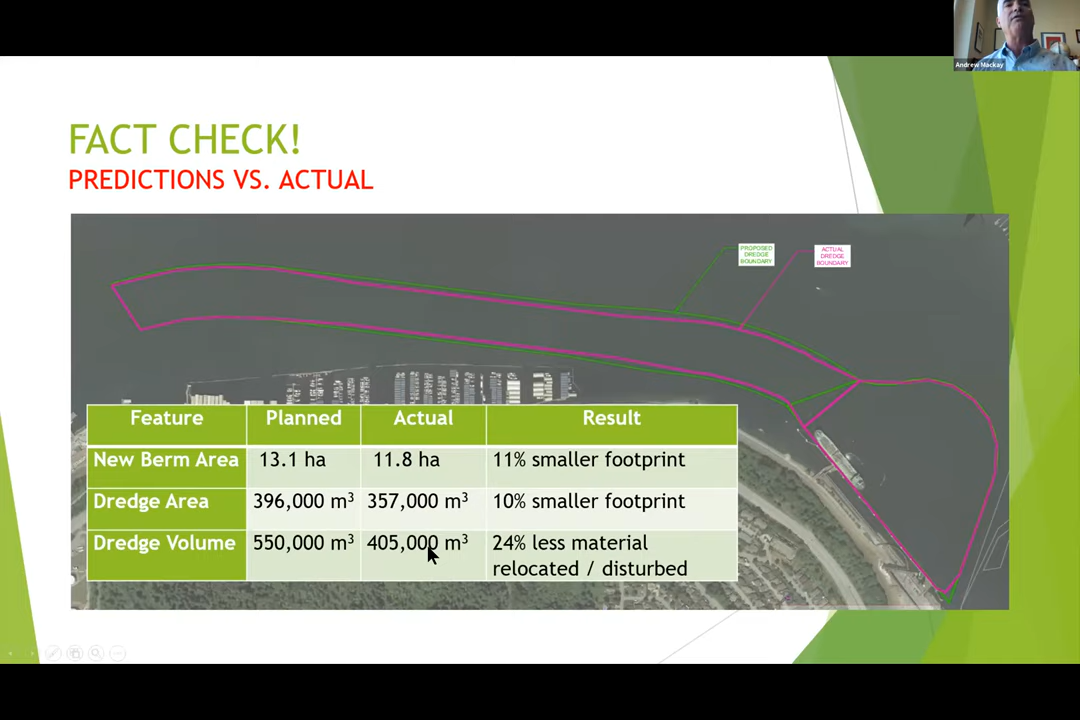 Andrew Mackay
FACT CHECK!
PREDICTIONS VS. ACTUAL
PROPOSED
DREDGE
BOUNDARY
ACTUAL
DREDGE
BOUNDARY
Feature Planned Actual Result
New Berm Area 13.1 ha 11.8 ha 11% smaller footprint
Dredge Area 396,000 m³ 357,000 m³ 10% smaller footprint
Dredge Volume 550,000 m³ 405,000 m³ 24% less material
relocated / disturbed